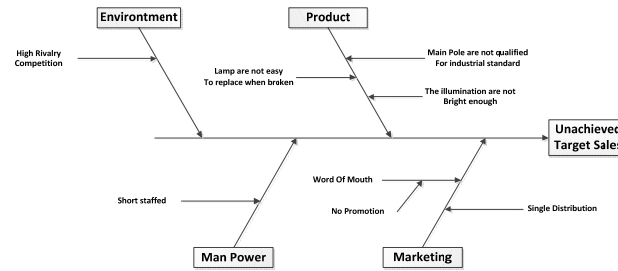 Environtment
Product
High Rivalry
Competition
Main Pole are not qualified
For industrial standard
Lamp are not easy
To replace when broken
The illumination are not
Bright enough
Unachieved
Target Sales
Word Of Mouth
Short staffed
No Promotion
Single Distribution
Man Power
Marketing